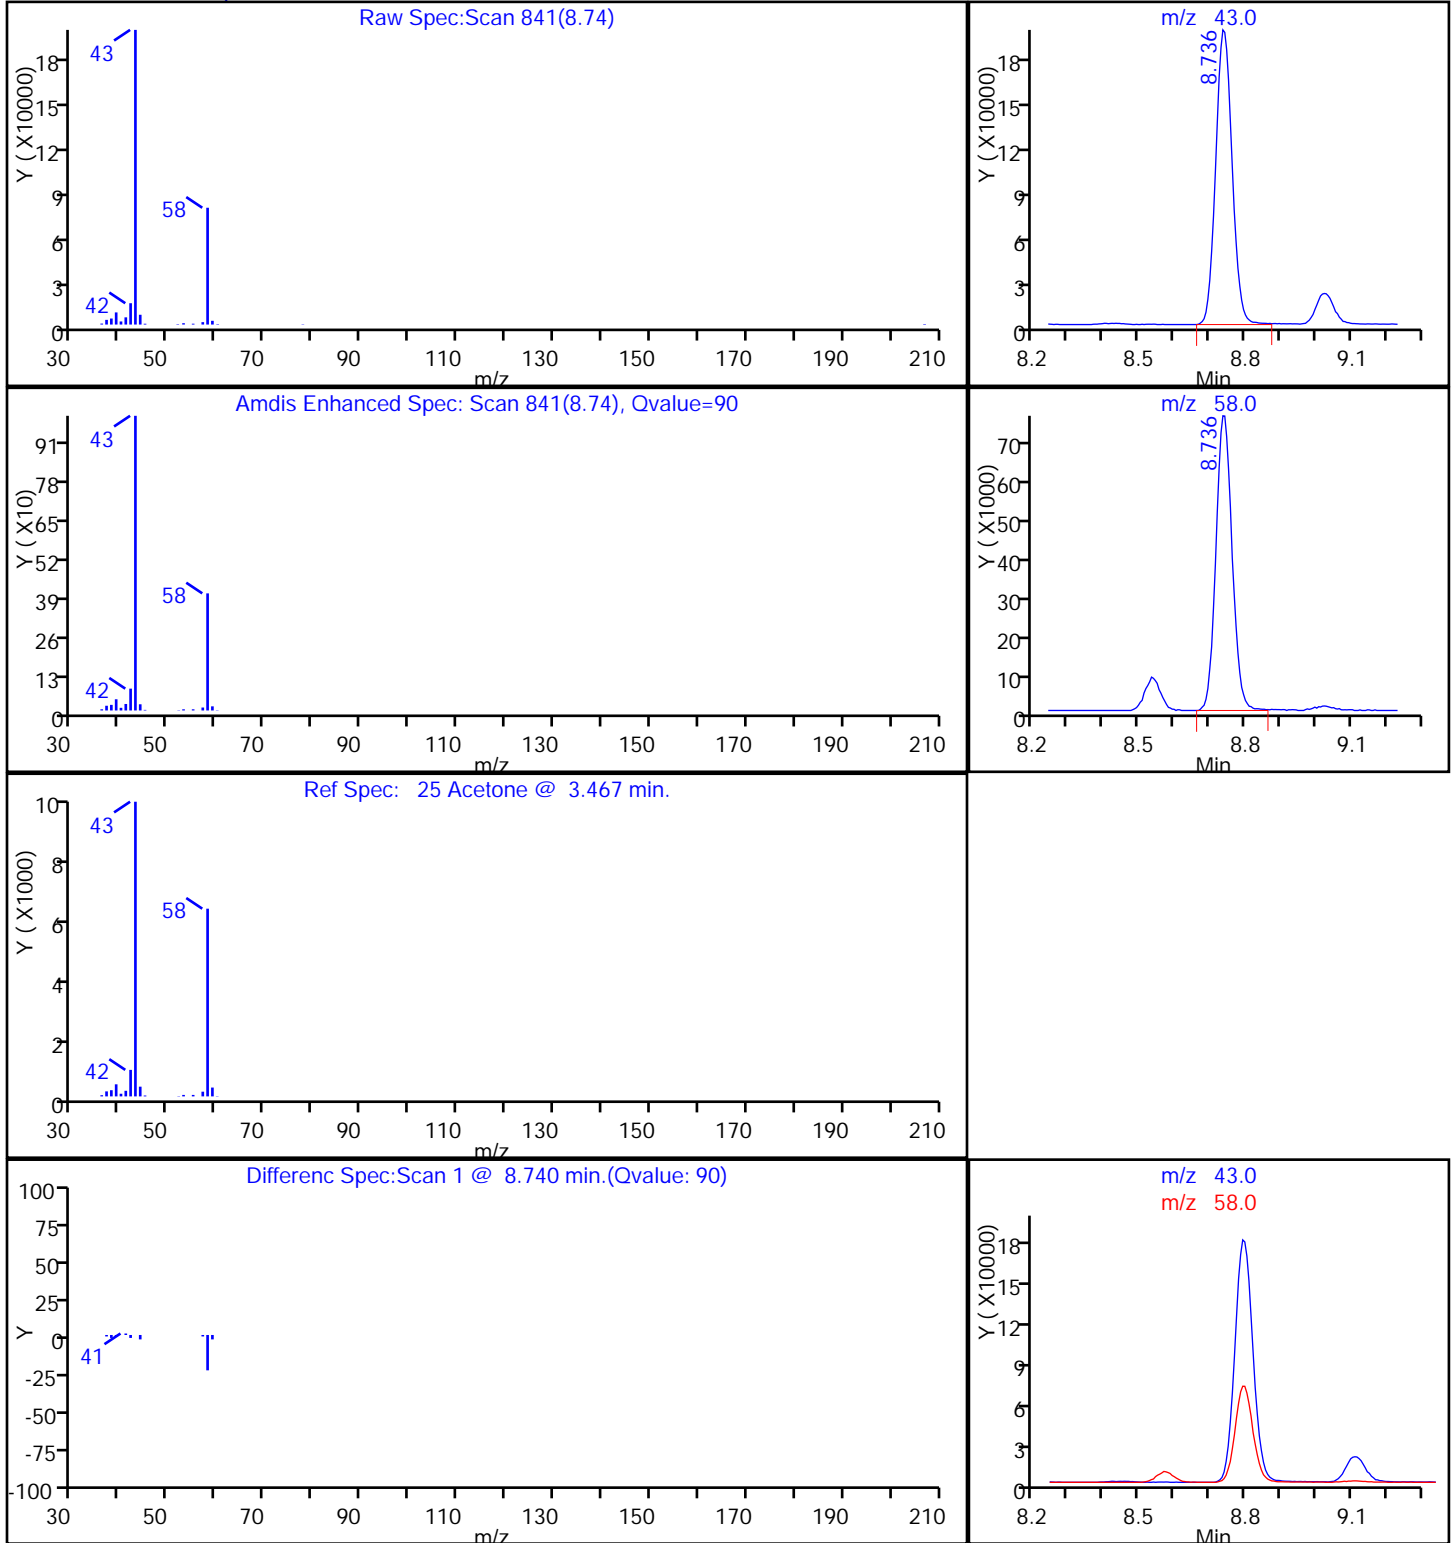 Raw Spec:Scan 841(8.74)
Y ( X10000)
18
15
12
9
6
3
0
43
58
42
30 50 70 90 110 130 150 170 190 210
m/z
m/z 43.0
8.736
Y ( X10000)
18
15
12
9
6
3
0
8.2 8.5 8.8 9.1
Min
Amdis Enhanced Spec: Scan 841(8.74), Qvalue=90
Y ( X10)
91
78
65
52
39
26
13
0
43
58
42
30 50 70 90 110 130 150 170 190 210
m/z
m/z 58.0
8.736
Y ( X1000)
70
60
50
40
30
20
10
0
8.2 8.5 8.8 9.1
Min
Ref Spec: 25 Acetone @ 3.467 min.
Y ( X1000)
10
8
6
4
2
0
43
58
42
30 50 70 90 110 130 150 170 190 210
m/z
Differenc Spec:Scan 1 @ 8.740 min.(Qvalue: 90)
Y
100
75
50
25
0
-25
-50
-75
-100
41
30 50 70 90 110 130 150 170 190 210
m/z
m/z 43.0
m/z 58.0
Y ( X10000)
18
15
12
9
6
3
0
8.2 8.5 8.8 9.1
Min